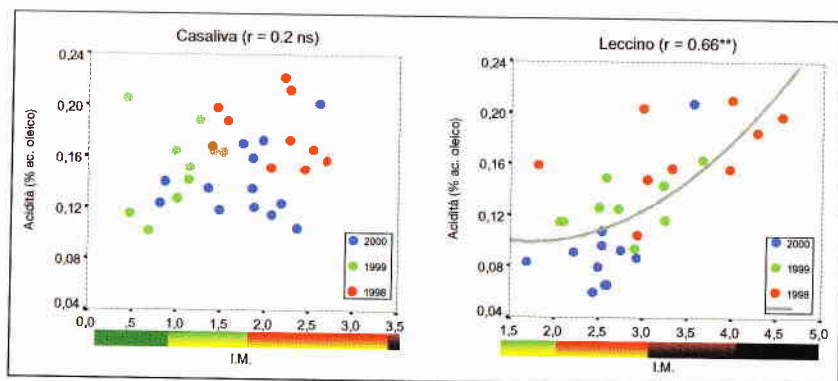 Casaliva (r = 0.2 ns)
0,24
0,20
0,16
0,12
0,08
0,04
Acidità (% ac. oleico)
2000
1999
1998
0,0 ,5 1,0 1,5 2,0 2,5 3,0 3,5
I.M.
Leccino (r = 0.66**)
0,24
0,20
0,16
0,12
0,08
0,04
Acidità (% ac. oleico)
2000
1999
1998
1,5 2,0 2,5 3,0 3,5 4,0 4,5 5,0
I.M.